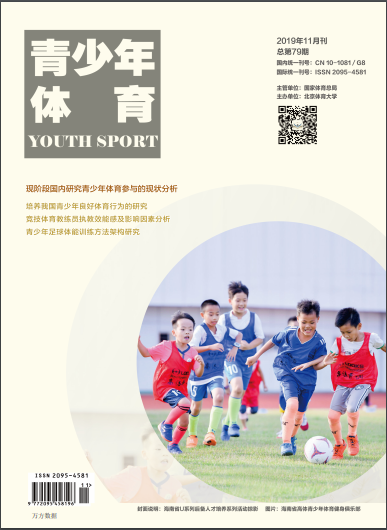 青少年
体育
YOUTH SPORT
2019年11月刊
总第79期
国内统一刊号：CN 10-1081 / G8
国际统一刊号：ISSN 2095-4581
主管单位：国家体育总局
主办单位：北京体育大学
现阶段国内研究青少年体育参与的现状分析
培养我国青少年良好体育行为的研究
竞技体育教练员执教效能感及影响因素分析
青少年足球体能训练方法架构研究
ISSN 2095-4581
11>
9 772095 458196
万方数据
封面说明：海南省U系列后备人才培养系列活动掠影 图片：海南省高体青少年体育健身俱乐部